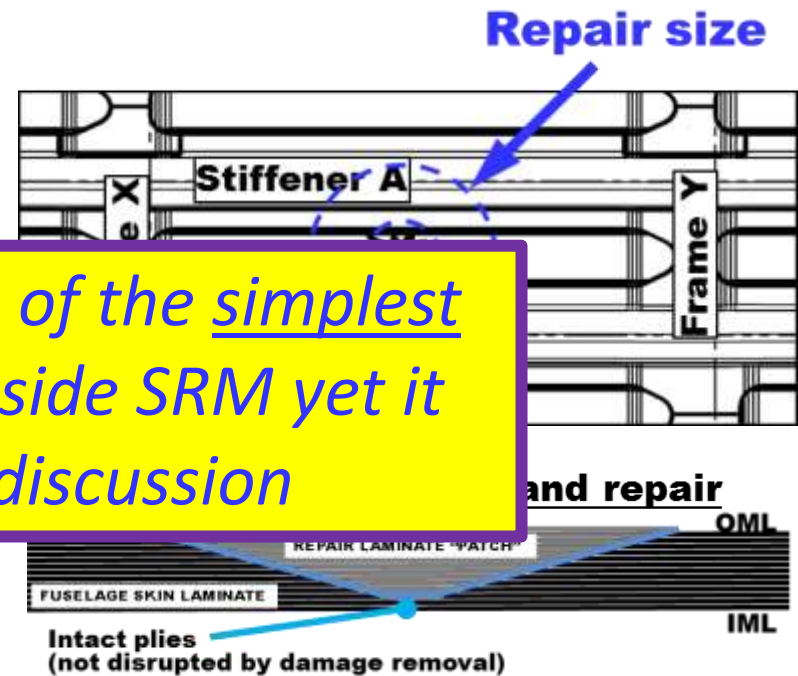 Repair size
Stiffener A
e X
Frame Y
of the simplest
side SRM yet it
discussion
and repair
OML
REPAIR LAMINATE "PATCH"
FUSELAGE SKIN LAMINATE
IML
Intact plies
(not disrupted by damage removal)